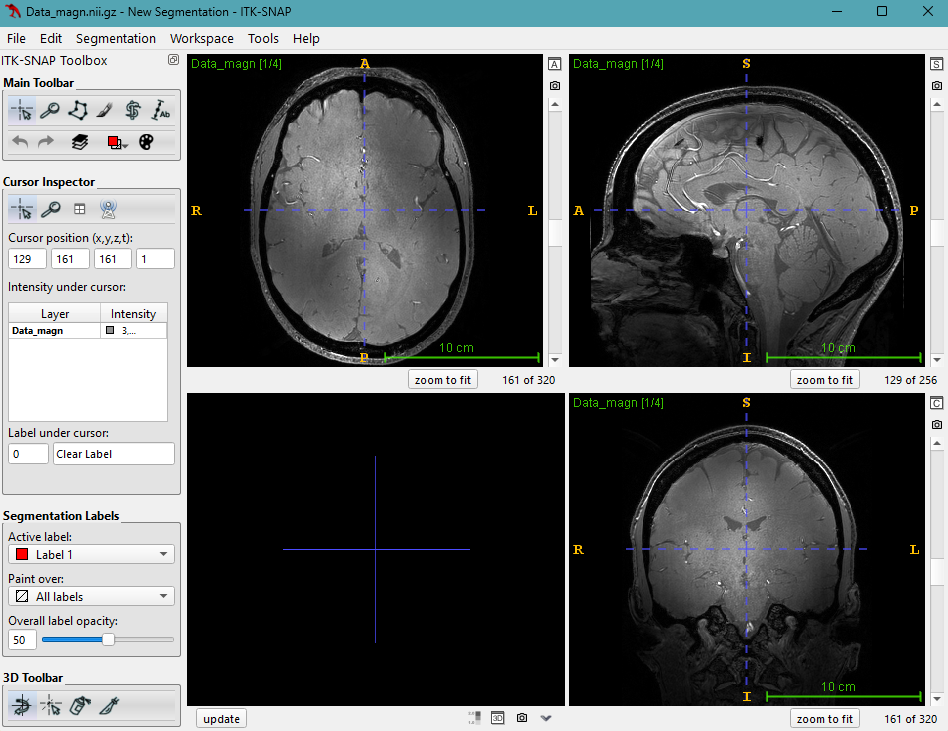 Data_magn.nii.gz - New Segmentation - ITK-SNAP
File Edit Segmentation Workspace Tools Help
ITK-SNAP Toolbox
Main Toolbar
Ab
Cursor Inspector
Cursor position (x,y,z,t):
129 161 161 1
Intensity under cursor:
Layer Intensity
Data_magn 3,...
Label under cursor:
0 Clear Label
Segmentation Labels
Active label:
Label 1
Paint over:
All labels
Overall label opacity:
50
3D Toolbar
Data_magn [1/4]
A
R
L
P
10 cm
A
zoom to fit 161 of 320
Data_magn [1/4]
S
A
P
I
10 cm
S
zoom to fit 129 of 256
update
3D
Data_magn [1/4]
S
R
L
I
10 cm
C
zoom to fit 161 of 320